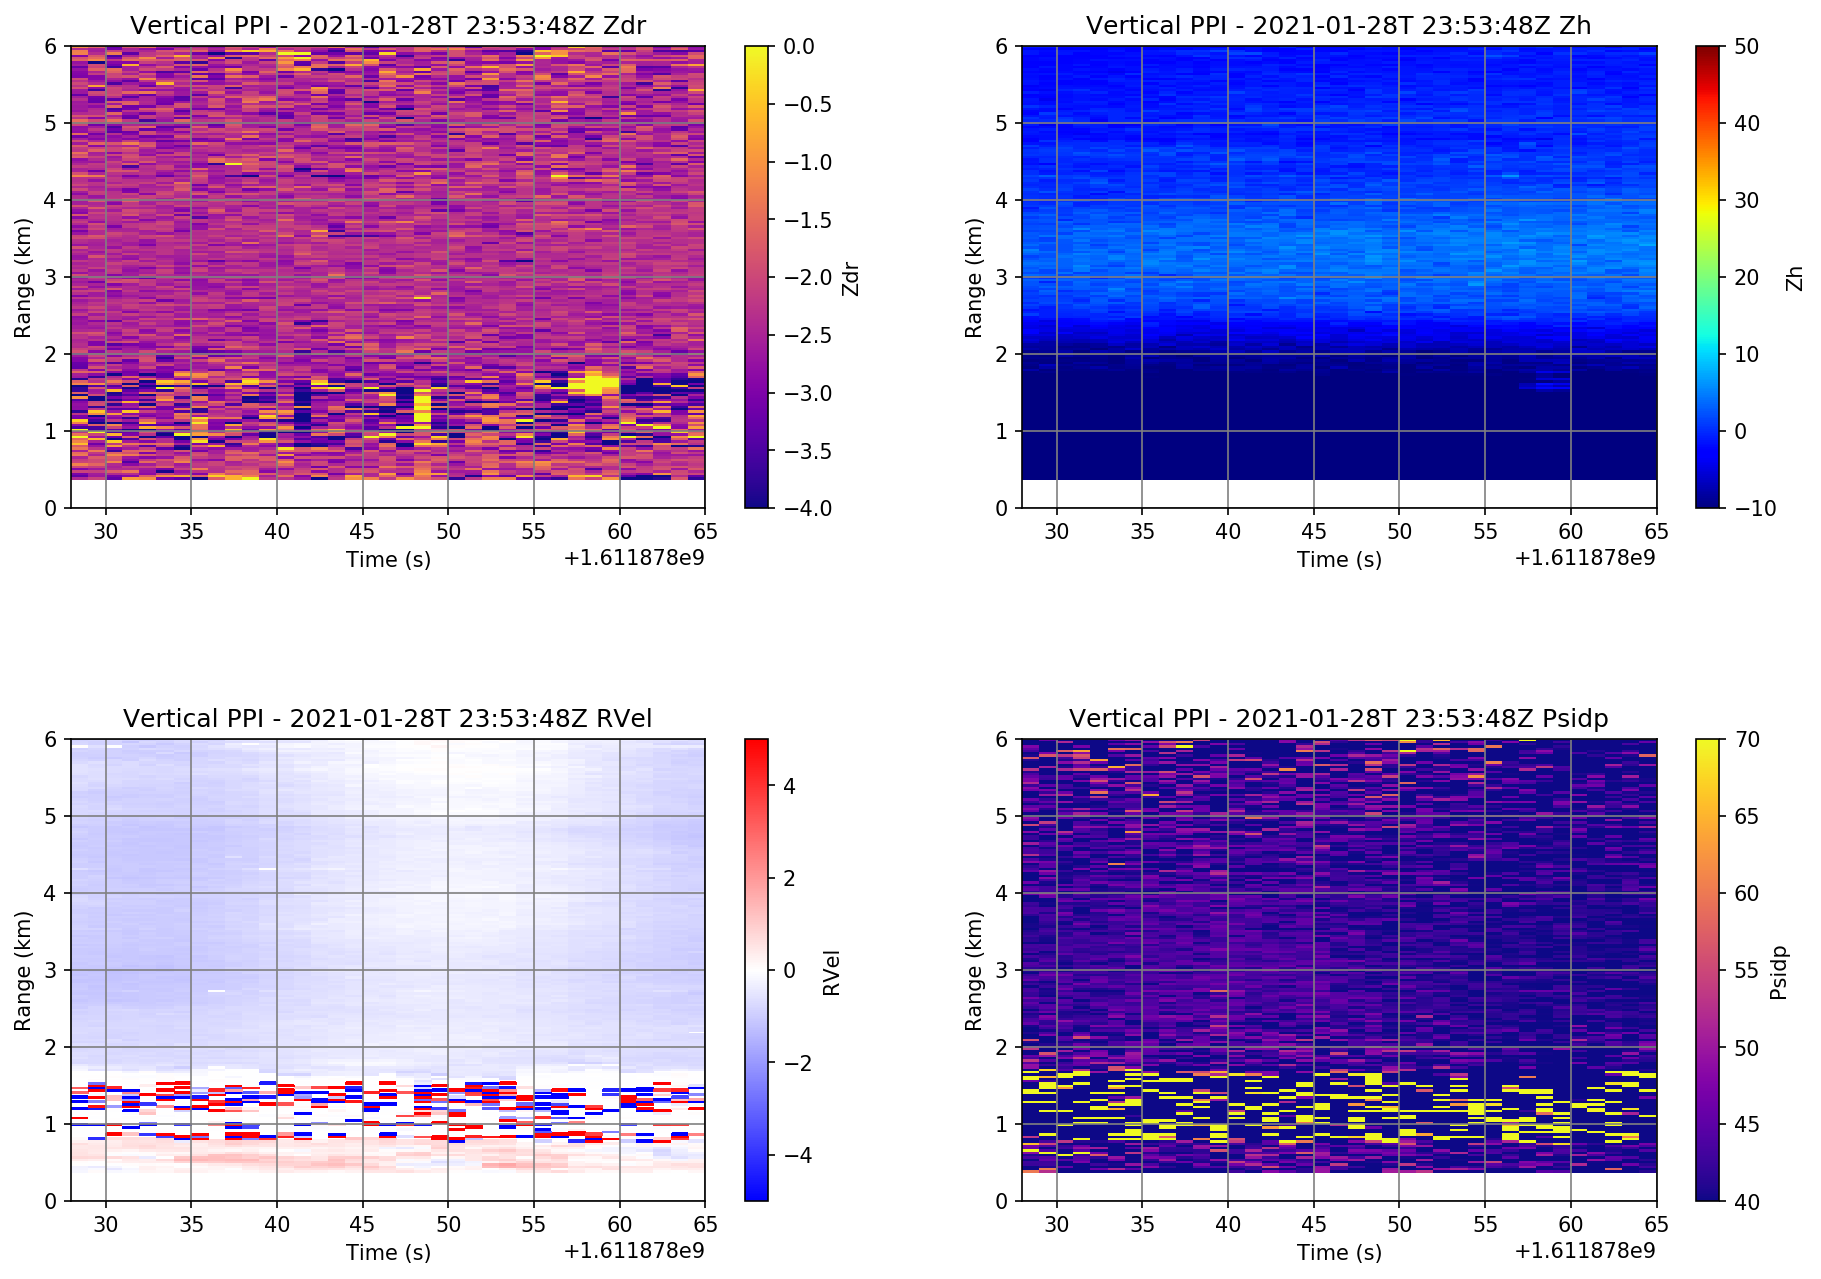 Vertical PPI - 2021-01-28T 23:53:48Z Zdr
6
5
4
3
2
1
0
Range (km)
30 35 40 45 50 55 60 65
Time (s)
+1.611878e9
0.0
−0.5
−1.0
−1.5
−2.0
−2.5
−3.0
−3.5
−4.0
Zdr
Vertical PPI - 2021-01-28T 23:53:48Z Zh
6
5
4
3
2
1
0
Range (km)
30 35 40 45 50 55 60 65
Time (s)
+1.611878e9
50
40
30
20
10
0
−10
Zh
Vertical PPI - 2021-01-28T 23:53:48Z RVel
6
5
4
3
2
1
0
Range (km)
30 35 40 45 50 55 60 65
Time (s)
+1.611878e9
4
2
0
−2
−4
RVel
Vertical PPI - 2021-01-28T 23:53:48Z Psidp
6
5
4
3
2
1
0
Range (km)
30 35 40 45 50 55 60 65
Time (s)
+1.611878e9
70
65
60
55
50
45
40
Psidp